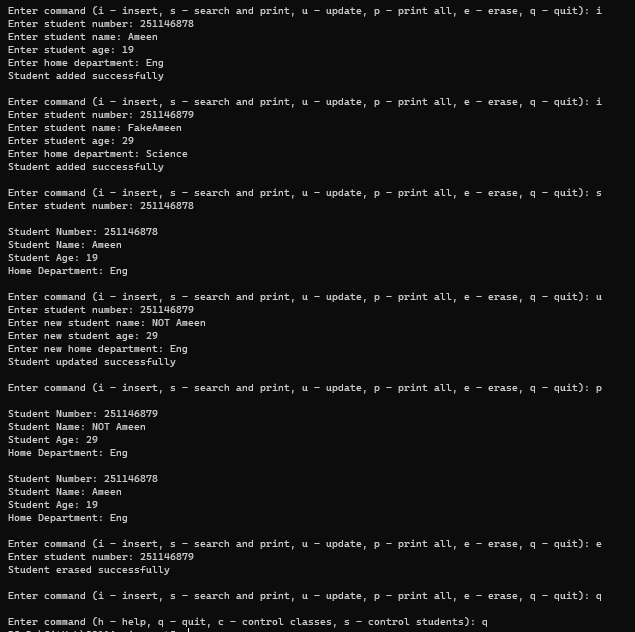 Enter command (i - insert, s - search and print, u - update, p - print all, e - erase, q - quit): i
Enter student number: 251146878
Enter student name: Ameen
Enter student age: 19
Enter home department: Eng
Student added successfully
Enter command (i - insert, s - search and print, u - update, p - print all, e - erase, q - quit): i
Enter student number: 251146879
Enter student name: FakeAmeen
Enter student age: 29
Enter home department: Science
Student added successfully
Enter command (i - insert, s - search and print, u - update, p - print all, e - erase, q - quit): s
Enter student number: 251146878
Student Number: 251146878
Student Name: Ameen
Student Age: 19
Home Department: Eng
Enter command (i - insert, s - search and print, u - update, p - print all, e - erase, q - quit): u
Enter student number: 251146879
Enter new student name: NOT Ameen
Enter new student age: 29
Enter new home department: Eng
Student updated successfully
Enter command (i - insert, s - search and print, u - update, p - print all, e - erase, q - quit): p
Student Number: 251146879
Student Name: NOT Ameen
Student Age: 29
Home Department: Eng
Student Number: 251146878
Student Name: Ameen
Student Age: 19
Home Department: Eng
Enter command (i - insert, s - search and print, u - update, p - print all, e - erase, q - quit): e
Enter student number: 251146879
Student erased successfully
Enter command (i - insert, s - search and print, u - update, p - print all, e - erase, q - quit): q
Enter command (h - help, q - quit, c - control classes, s - control students): q